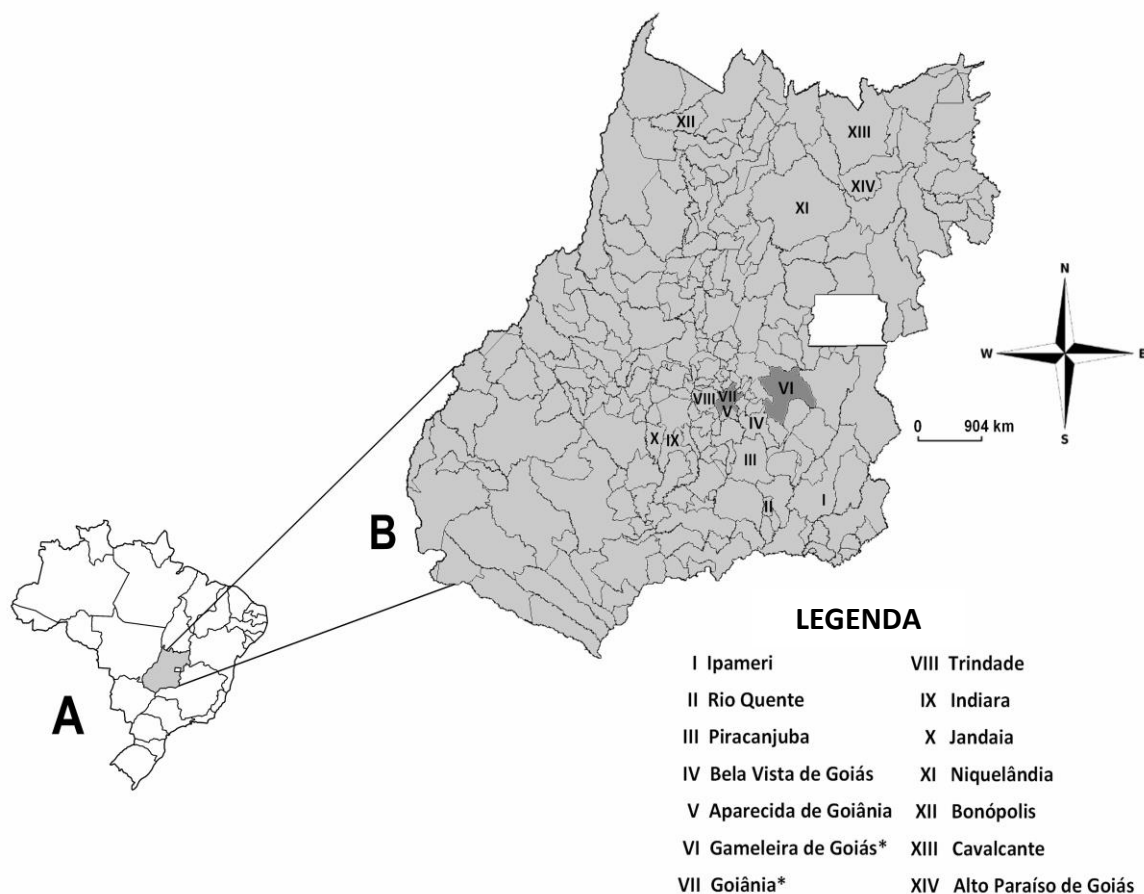 XII
XIII
XIV
XI
N
W
E
S
0 904 km
VI
VIII
VII
V
IV
X
IX
III
II
I
B
A
LEGENDA
I Ipameri
II Rio Quente
III Piracanjuba
IV Bela Vista de Goiás
V Aparecida de Goiânia
VI Gameleira de Goiás*
VII Goiânia*
VIII Trindade
IX Indiara
X Jandaia
XI Niquelândia
XII Bonópolis
XIII Cavalcante
XIV Alto Paraíso de Goiás